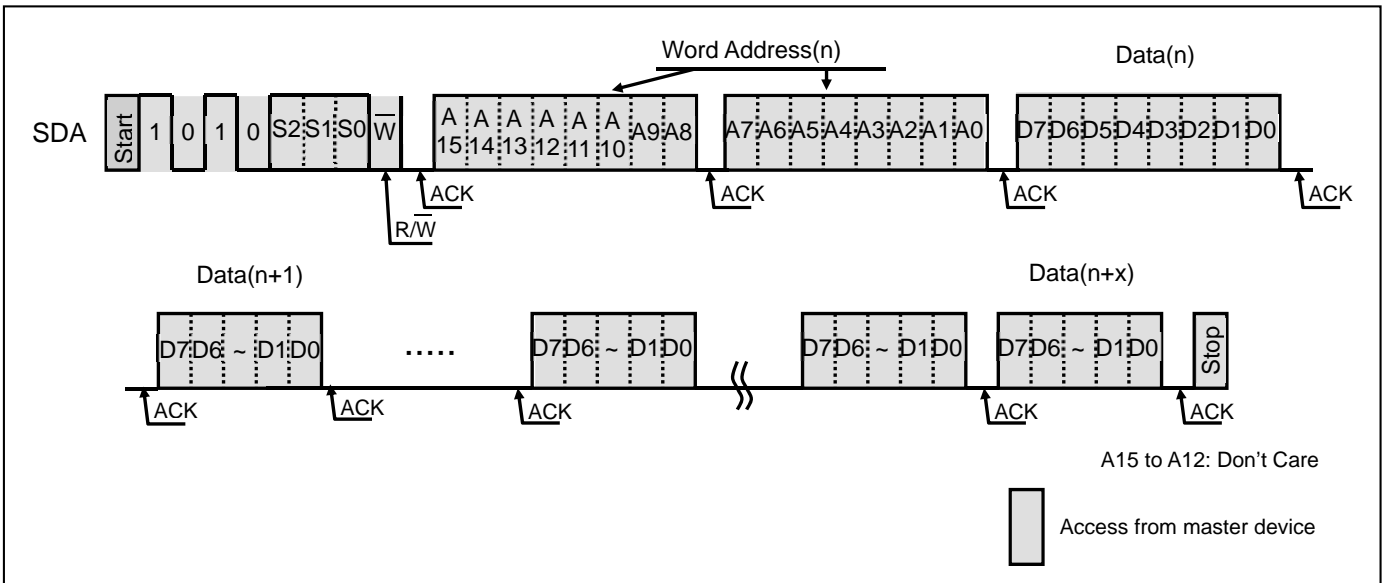 Word Address(n)
Data(n)
SDA Start 1 0 1 0 S2 S1 S0 W A15 A14 A13 A12 A11 A10 A9 A8 A7 A6 A5 A4 A3 A2 A1 A0 D7 D6 D5 D4 D3 D2 D1 D0
ACK ACK ACK ACK
R/W
Data(n+1) Data(n+x)
D7 D6 ~ D1 D0 ..... D7 D6 ~ D1 D0 D7 D6 ~ D1 D0 D7 D6 ~ D1 D0 Stop
ACK ACK ACK ACK ACK
A15 to A12: Don't Care
Access from master device